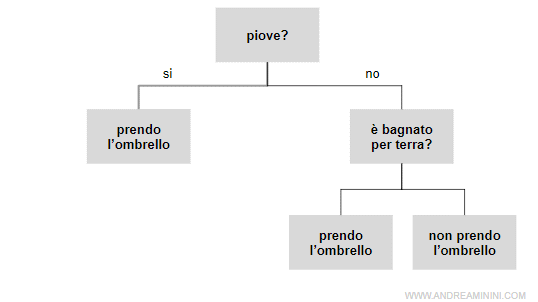 piove?
si
no
prendo
l'ombrello
è bagnato
per terra?
prendo
l'ombrello
non prendo
l'ombrello
WWW.ANDREAMININI.COM